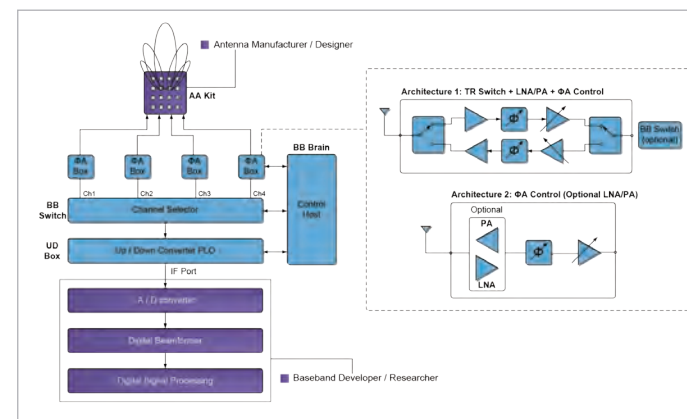 Antenna Manufacturer / Designer
AA Kit
ΦA Box
ΦA Box
ΦA Box
ΦA Box
Ch1
Ch2
Ch3
Ch4
BB Switch
Channel Selector
BB Brain
Control Host
UD Box
Up / Down Converter PLO
IF Port
A / D converter
Digital Beamformer
Digital Signal Processing
Baseband Developer / Researcher
Architecture 1: TR Switch + LNA/PA + ΦA Control
Φ
Φ
BB Switch
(optional)
Architecture 2: ΦA Control (Optional LNA/PA)
Optional
PA
LNA
Φ